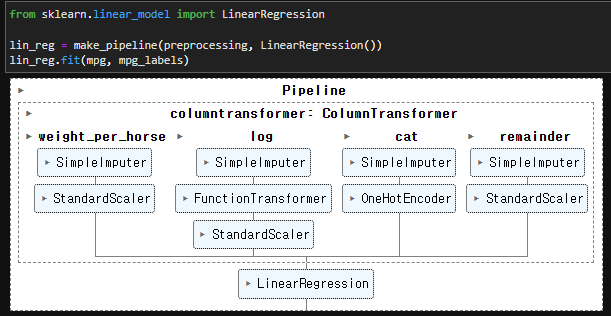 from sklearn.linear_model import LinearRegression
lin_reg = make_pipeline(preprocessing, LinearRegression())
lin_reg.fit(mpg, mpg_labels)
Pipeline
columntransformer: ColumnTransformer
weight_per_horse log cat remainder
SimpleImputer SimpleImputer SimpleImputer SimpleImputer
StandardScaler FunctionTransformer OneHotEncoder StandardScaler
StandardScaler
LinearRegression